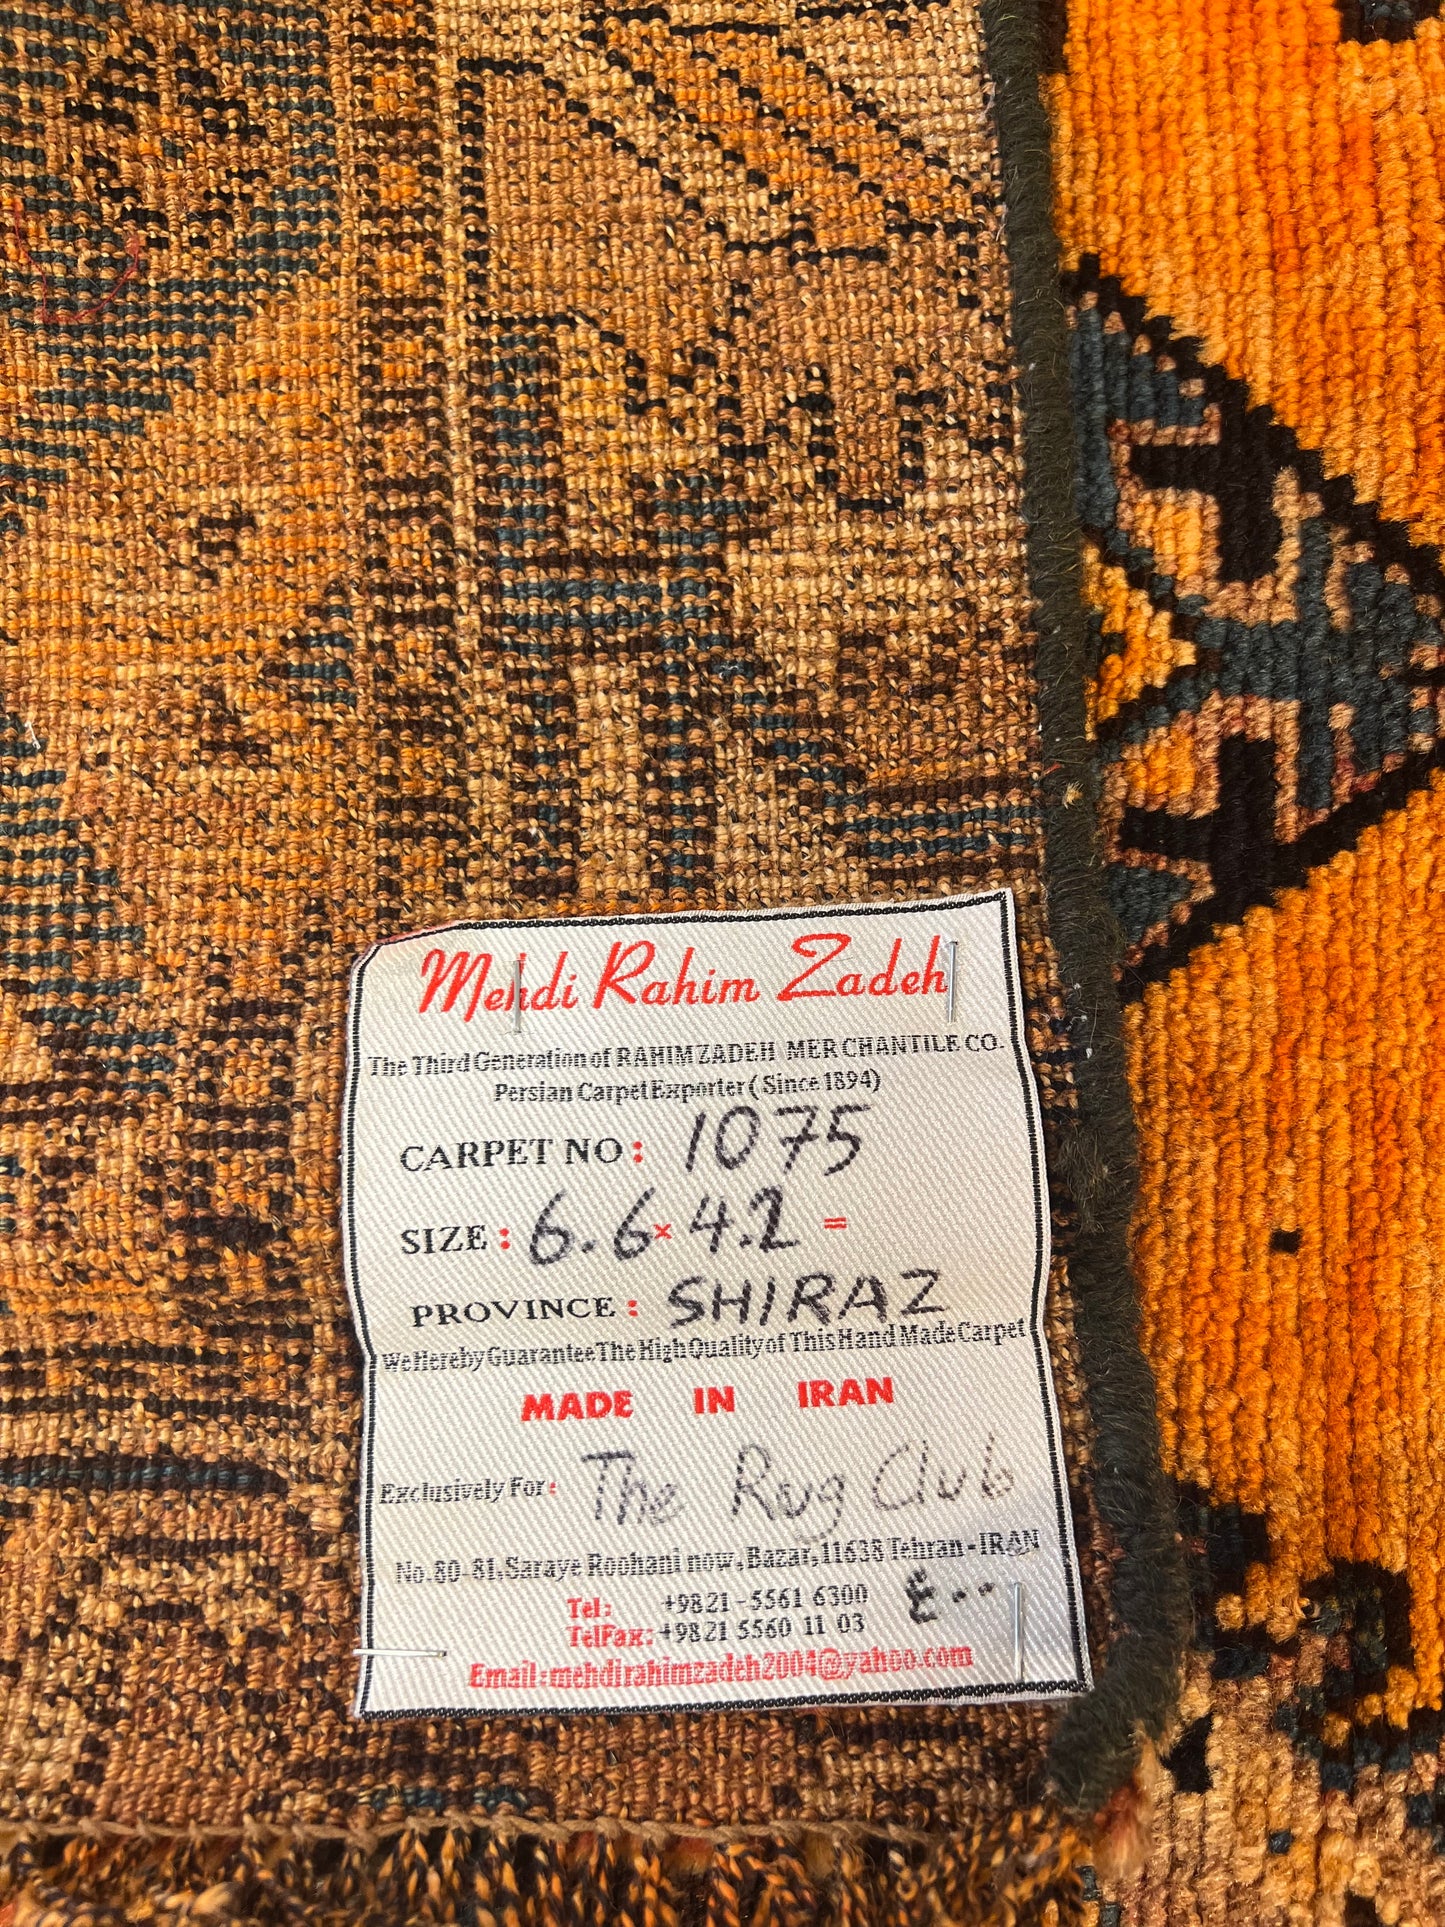 Mehdi Rahim Zadeh
The Third Generation of RAHIMZADEH MERCHANTILE CO.
Persian Carpet Exporter (Since 1894)
CARPET NO: 1075
SIZE: 6.6 x 4.2 =
PROVINCE: SHIRAZ
We Hereby Guarantee The High Quality of This Hand Made Carpet
MADE IN IRAN
Exclusively For: The Rug Club
No.80-81,Saraye Roohani now, Bazar, 11638 Tehran-IRAN
Tel: +9821-5561 6300
TelFax: +9821 5560 11 03
٤٠٠
Email:mehdirahimzadeh2004@yahoo.com